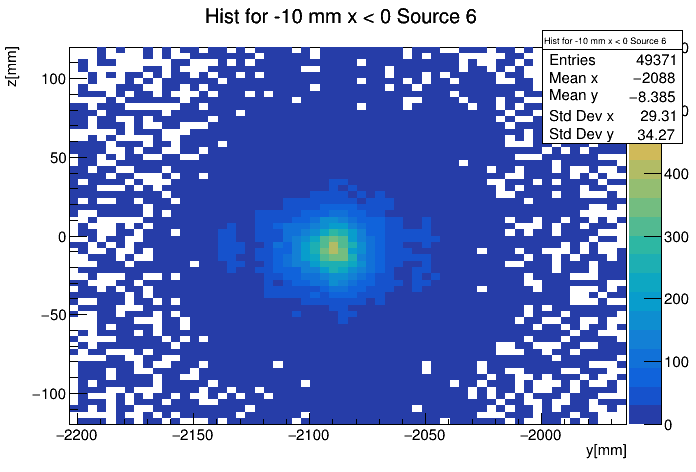 Hist for -10 mm x < 0 Source 6
z[mm]
Hist for -10 mm x < 0 Source 6
Entries 49371
Mean x −2088
Mean y −8.385
Std Dev x 29.31
Std Dev y 34.27
100
50
0
−50
−100
−2200 −2150 −2100 −2050 −2000
y[mm]
0
0
400
300
200
100
0